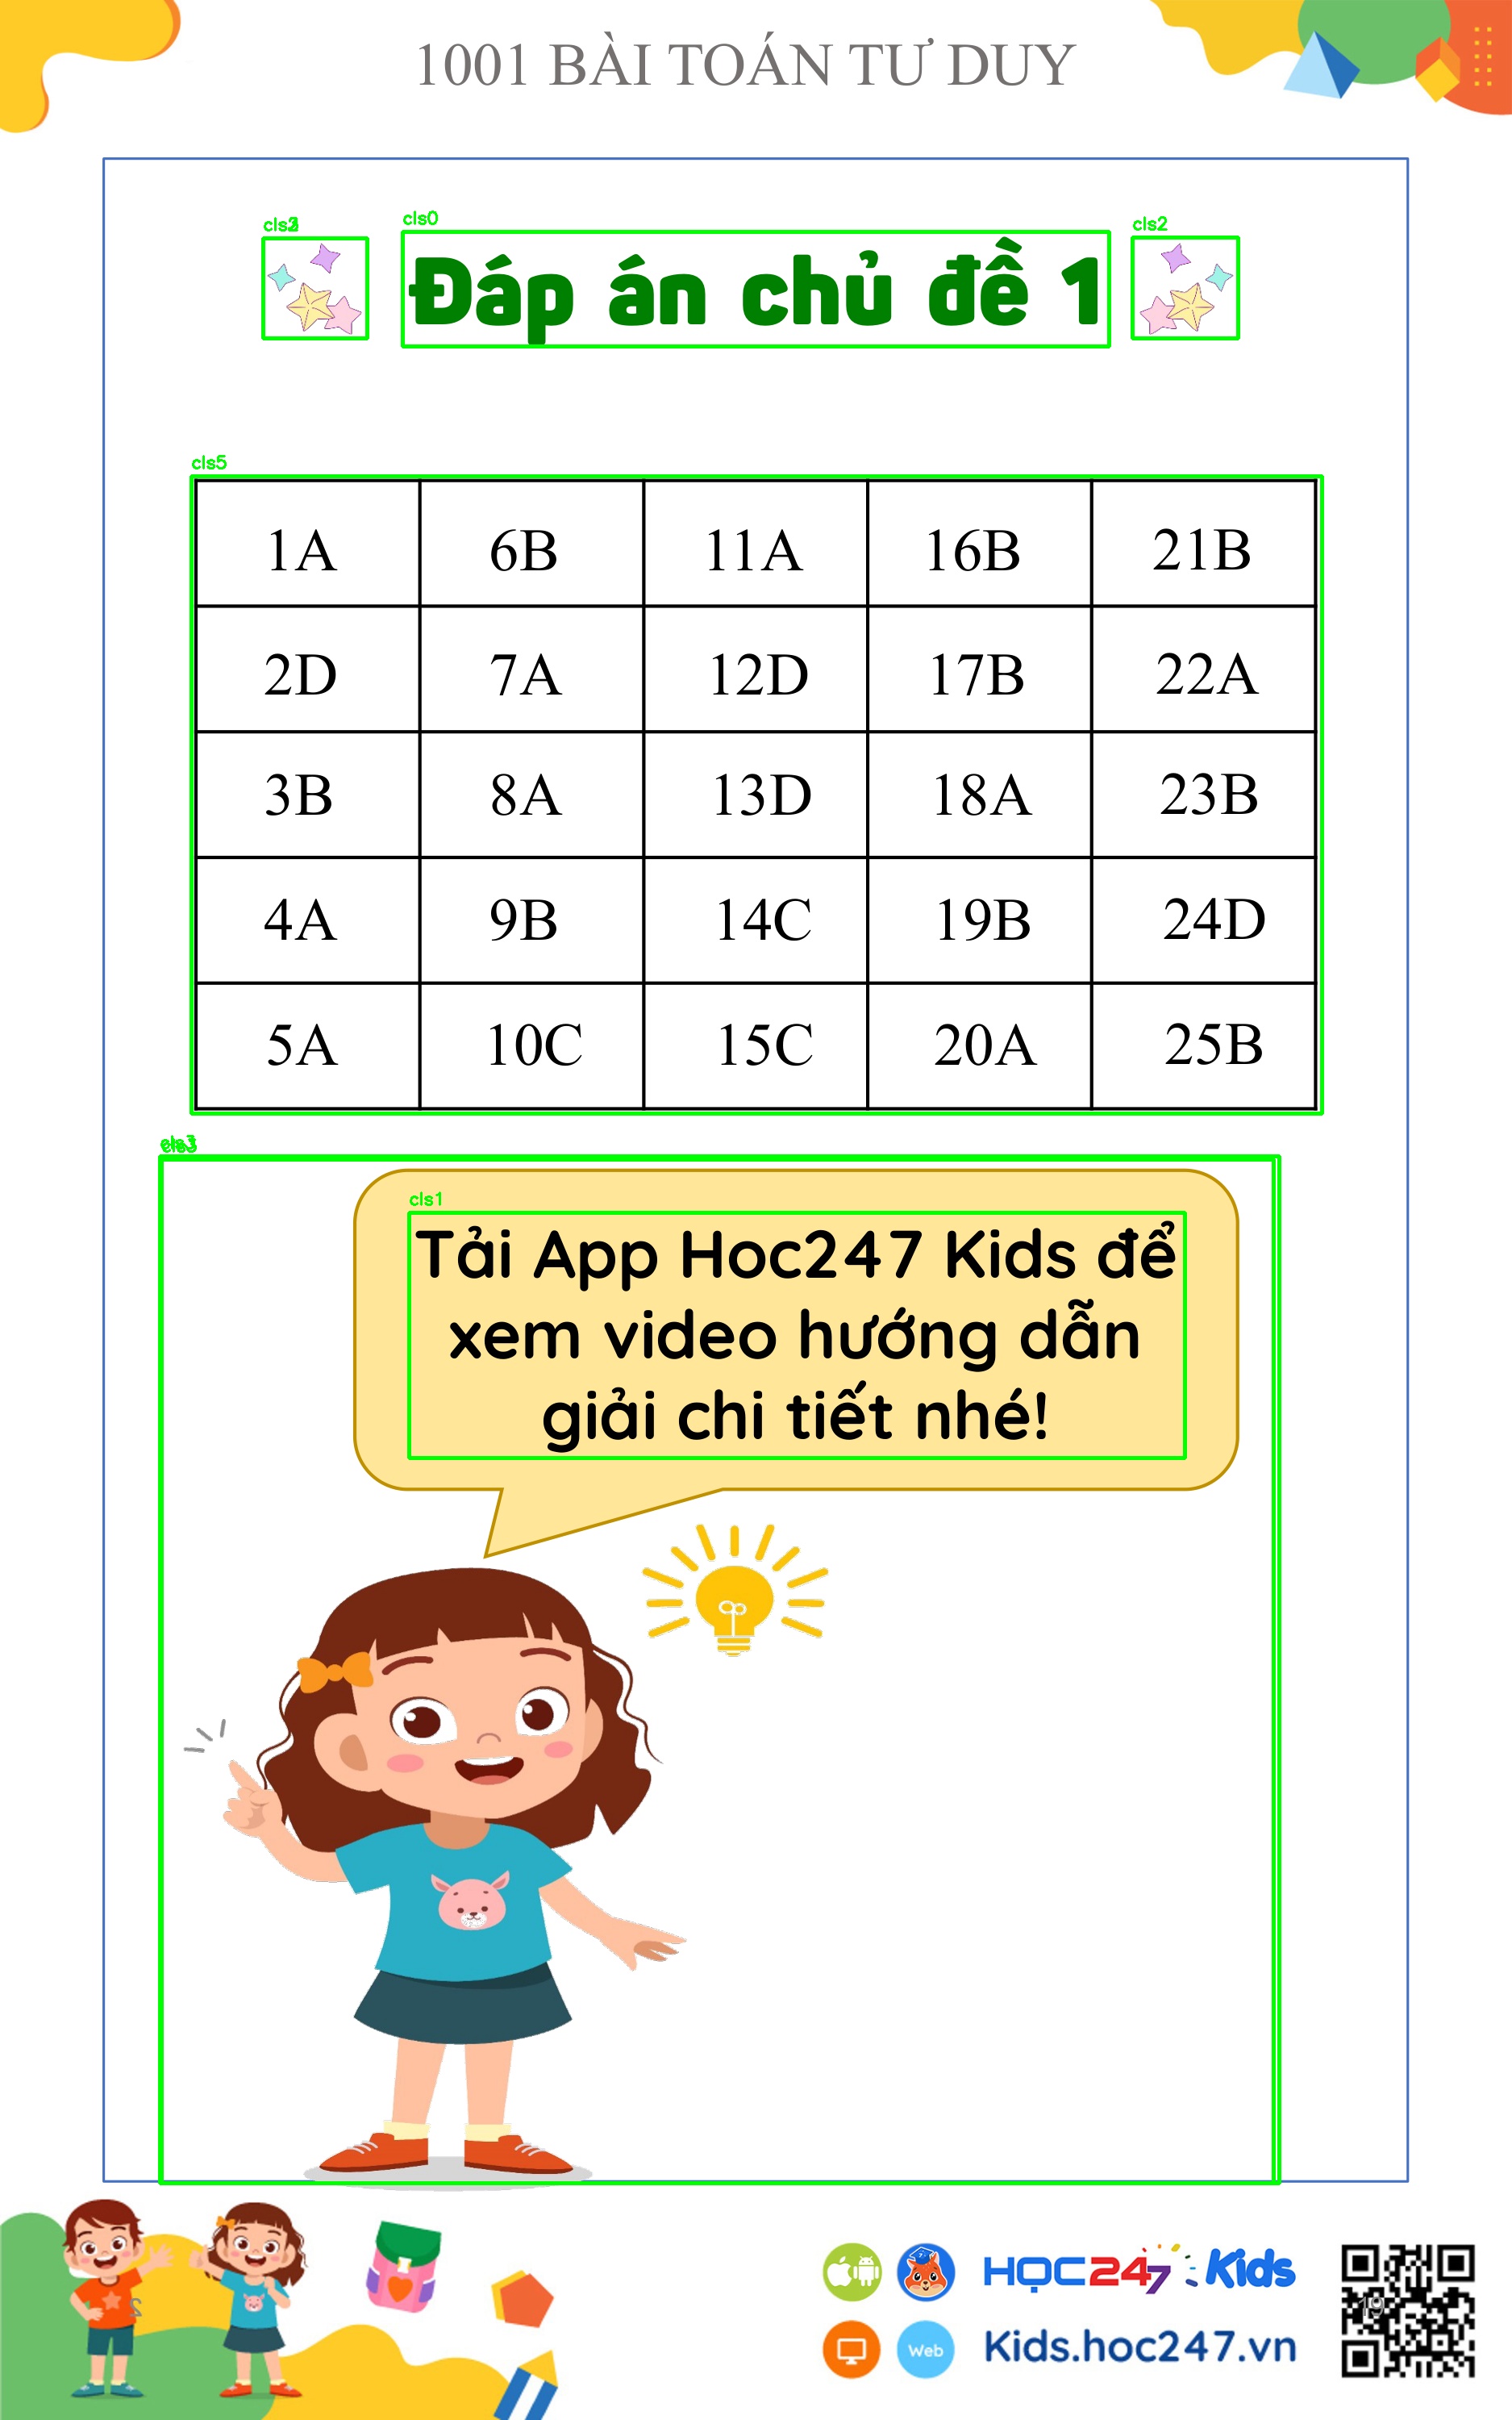 1001 BÀI TOÁN TƯ DUY
cls2
cls0
cls2
Đáp án chủ đề 1
cls5
1A 6B 11A 16B 21B
2D 7A 12D 17B 22A
3B 8A 13D 18A 23B
4A 9B 14C 19B 24D
5A 10C 15C 20A 25B
cls3
cls1
Tải App Hoc247 Kids để
xem video hướng dẫn
giải chi tiết nhé!
HỌC247 Kids
Web
Kids.hoc247.vn
19
2